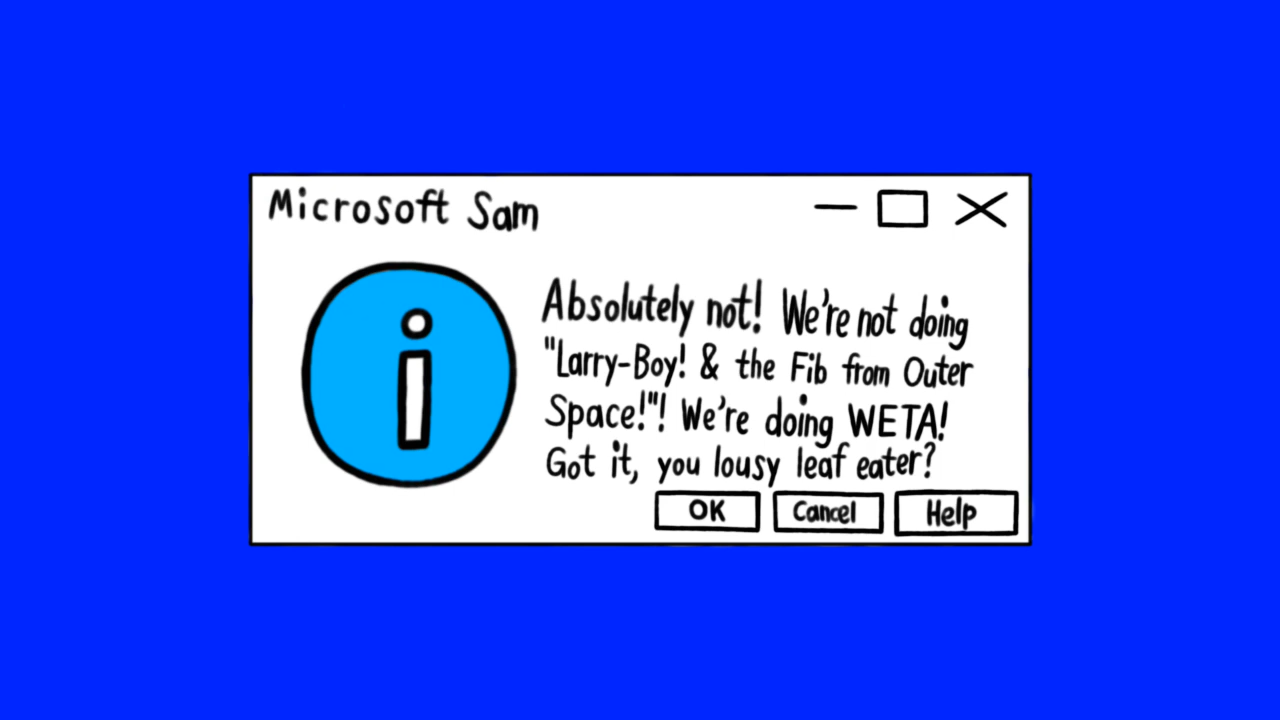 Microsoft Sam
i
Absolutely not! We're not doing
"Larry-Boy! & the Fib from Outer
Space!"! We're doing WETA!
Got it, you lousy leaf eater?
OK Cancel Help